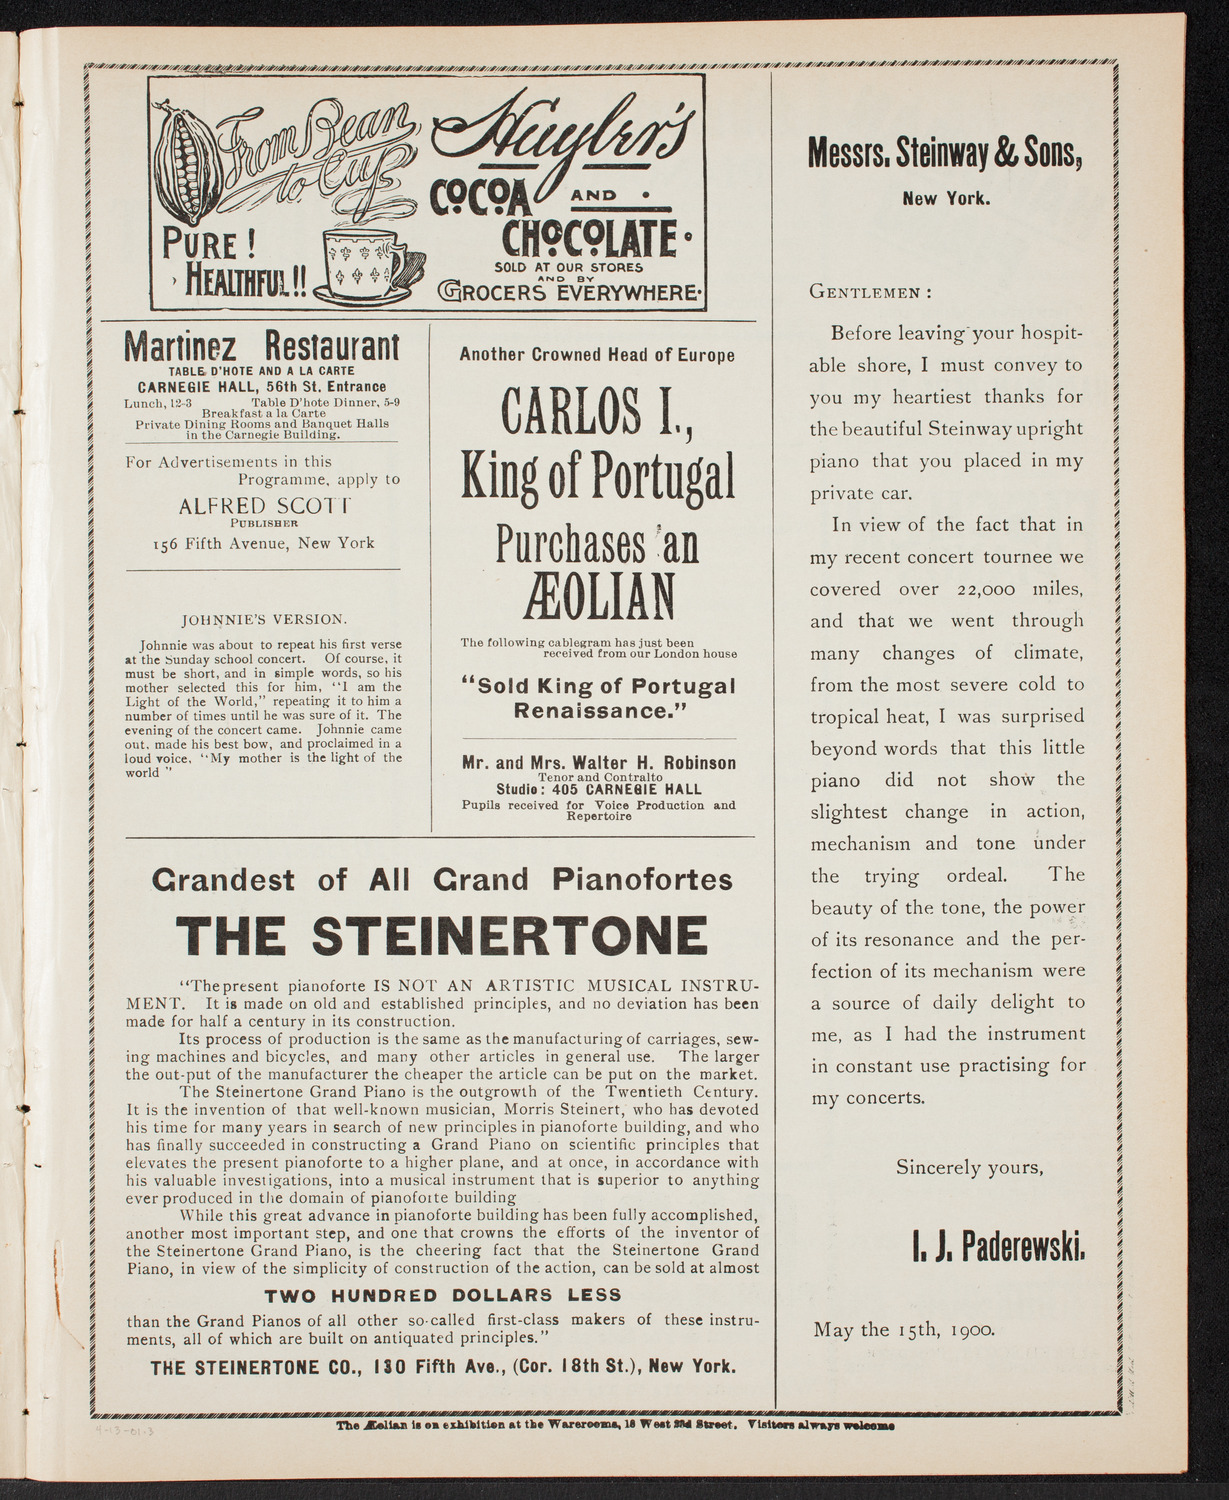 From Bean
to Cup
PURE!
HEALTHFUL!!
Huyler's
COCOA AND
CHOCOLATE
SOLD AT OUR STORES
AND BY
GROCERS EVERYWHERE.
Martinez Restaurant
TABLE D'HOTE AND A LA CARTE
CARNEGIE HALL, 56th St. Entrance
Lunch, 12-3 Table D'hote Dinner, 5-9
Breakfast a la Carte
Private Dining Rooms and Banquet Halls
in the Carnegie Building.
For Advertisements in this
Programme, apply to
ALFRED SCOTT
PUBLISHER
156 Fifth Avenue, New York
JOHNNIE'S VERSION.
Johnnie was about to repeat his first verse
at the Sunday school concert. Of course, it
must be short, and in simple words, so his
mother selected this for him, "I am the
Light of the World," repeating it to him a
number of times until he was sure of it. The
evening of the concert came. Johnnie came
out, made his best bow, and proclaimed in a
loud voice, "My mother is the light of the
world"
Another Crowned Head of Europe
CARLOS I.,
King of Portugal
Purchases an
ÆOLIAN
The following cablegram has just been
received from our London house
"Sold King of Portugal
Renaissance."
Mr. and Mrs. Walter H. Robinson
Tenor and Contralto
Studio: 405 CARNEGIE HALL
Pupils received for Voice Production and
Repertoire
Grandest of All Grand Pianofortes
THE STEINERTONE
"The present pianoforte IS NOT AN ARTISTIC MUSICAL INSTRU-
MENT. It is made on old and established principles, and no deviation has been
made for half a century in its construction.
Its process of production is the same as the manufacturing of carriages, sew-
ing machines and bicycles, and many other articles in general use. The larger
the out-put of the manufacturer the cheaper the article can be put on the market.
The Steinertone Grand Piano is the outgrowth of the Twentieth Century.
It is the invention of that well-known musician, Morris Steinert, who has devoted
his time for many years in search of new principles in pianoforte building, and who
has finally succeeded in constructing a Grand Piano on scientific principles that
elevates the present pianoforte to a higher plane, and at once, in accordance with
his valuable investigations, into a musical instrument that is superior to anything
ever produced in the domain of pianoforte building
While this great advance in pianoforte building has been fully accomplished,
another most important step, and one that crowns the efforts of the inventor of
the Steinertone Grand Piano, is the cheering fact that the Steinertone Grand
Piano, in view of the simplicity of construction of the action, can be sold at almost
TWO HUNDRED DOLLARS LESS
than the Grand Pianos of all other so-called first-class makers of these instru-
ments, all of which are built on antiquated principles."
THE STEINERTONE CO., 130 Fifth Ave., (Cor. 18th St.), New York.
Messrs. Steinway & Sons,
New York.
GENTLEMEN:
Before leaving your hospit-
able shore, I must convey to
you my heartiest thanks for
the beautiful Steinway upright
piano that you placed in my
private car.
In view of the fact that in
my recent concert tournee we
covered over 22,000 miles,
and that we went through
many changes of climate,
from the most severe cold to
tropical heat, I was surprised
beyond words that this little
piano did not show the
slightest change in action,
mechanism and tone under
the trying ordeal. The
beauty of the tone, the power
of its resonance and the per-
fection of its mechanism were
a source of daily delight to
me, as I had the instrument
in constant use practising for
my concerts.
Sincerely yours,
I. J. Paderewski.
May the 15th, 1900.
The Æolian is on exhibition at the Warerooms, 18 West 23d Street. Visitors always welcome
4-13-01.3